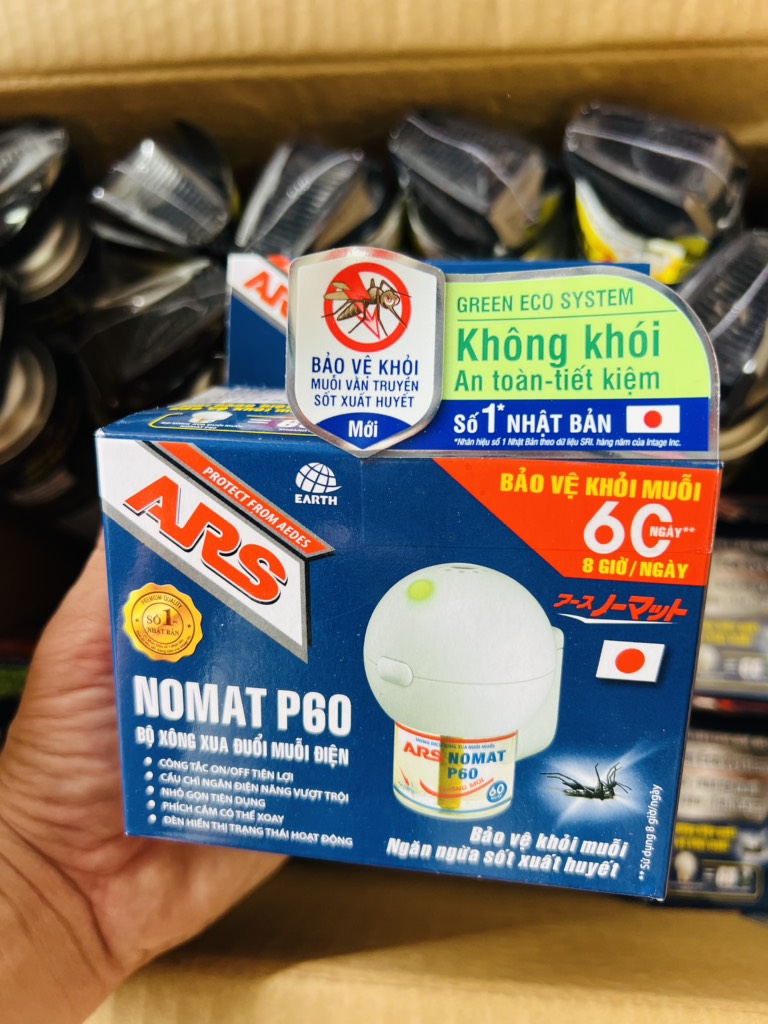 ARS
BẢO VỆ KHỎI
MUỖI VẰN TRUYỀN
SỐT XUẤT HUYẾT
Mới
GREEN ECO SYSTEM
Không khói
An toàn-tiết kiệm
Số 1* NHẬT BẢN
*Nhãn hiệu số 1 Nhật Bản theo dữ liệu SRI, hàng năm của Intage Inc.
PROTECT FROM AEDES
ARS
EARTH
BẢO VỆ KHỎI MUỖI
60 NGÀY**
8 GIỜ/NGÀY
アース ノーマット
PREMIUM QUALITY
SỐ 1
NHẬT BẢN
NOMAT P60
BỘ XÔNG XUA ĐUỔI MUỖI ĐIỆN
• CÔNG TẮC ON/OFF TIỆN LỢI
• CẦU CHÌ NGĂN ĐIỆN NĂNG VƯỢT TRỘI
• NHỎ GỌN TIỆN DỤNG
• PHÍCH CẮM CÓ THỂ XOAY
• ĐÈN HIỂN THỊ TRẠNG THÁI HOẠT ĐỘNG
ARS NOMAT
P60
KHÔNG MÙI
60
Bảo vệ khỏi muỗi
Ngăn ngừa sốt xuất huyết
** Sử dụng 8 giờ/ngày